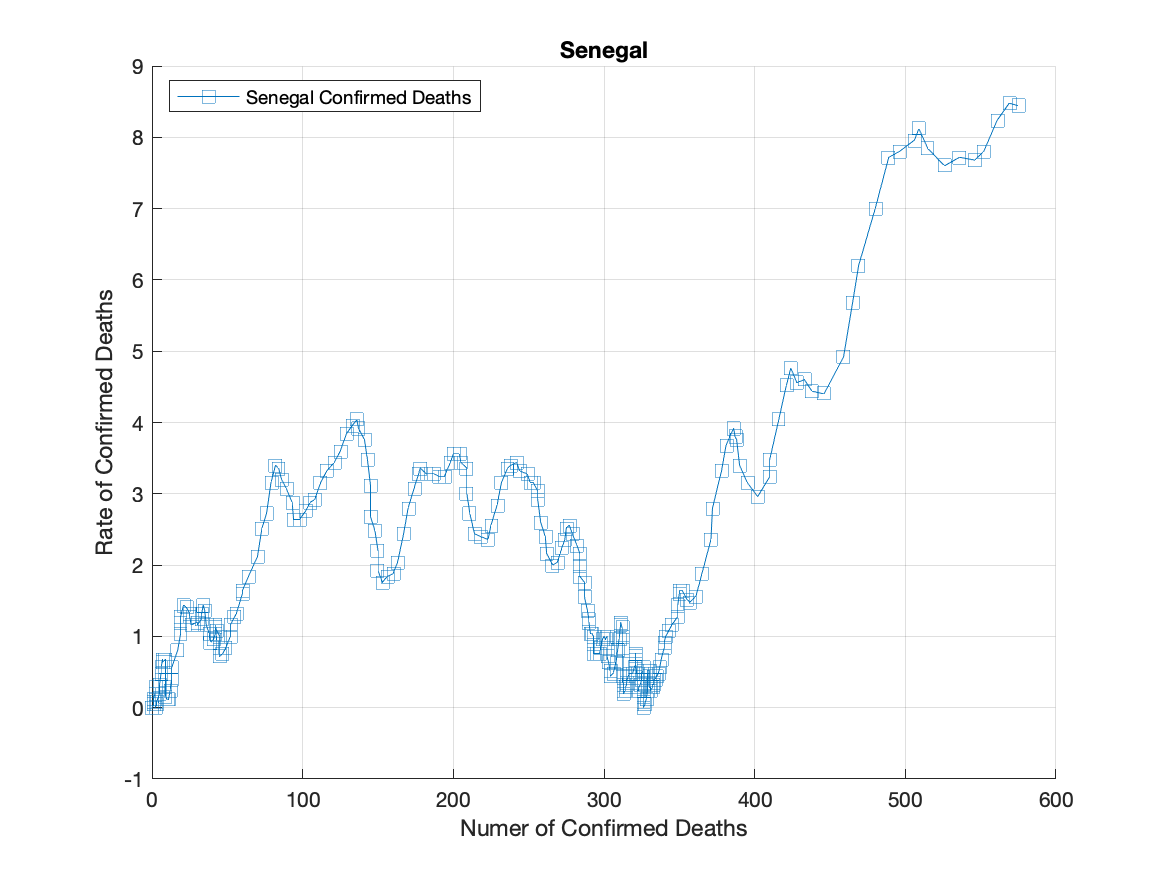 Senegal
Senegal Confirmed Deaths
Rate of Confirmed Deaths
9
8
7
6
5
4
3
2
1
0
-1
0 100 200 300 400 500 600
Numer of Confirmed Deaths